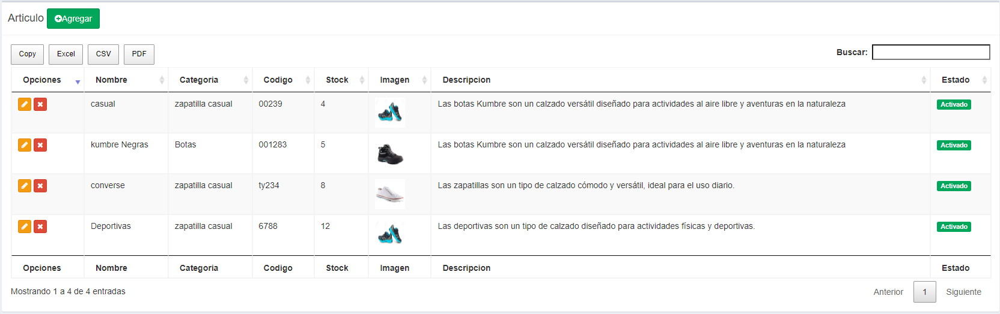 Articulo Agregar
Copy Excel CSV PDF Buscar:
Opciones Nombre Categoria Codigo Stock Imagen Descripcion Estado
casual zapatilla casual 00239 4 Las botas Kumbre son un calzado versátil diseñado para actividades al aire libre y aventuras en la naturaleza Activado
kumbre Negras Botas 001283 5 Las botas Kumbre son un calzado versátil diseñado para actividades al aire libre y aventuras en la naturaleza Activado
converse zapatilla casual ty234 8 Las zapatillas son un tipo de calzado cómodo y versátil, ideal para el uso diario. Activado
Deportivas zapatilla casual 6788 12 Las deportivas son un tipo de calzado diseñado para actividades físicas y deportivas. Activado
Opciones Nombre Categoria Codigo Stock Imagen Descripcion Estado
Mostrando 1 a 4 de 4 entradas Anterior 1 Siguiente